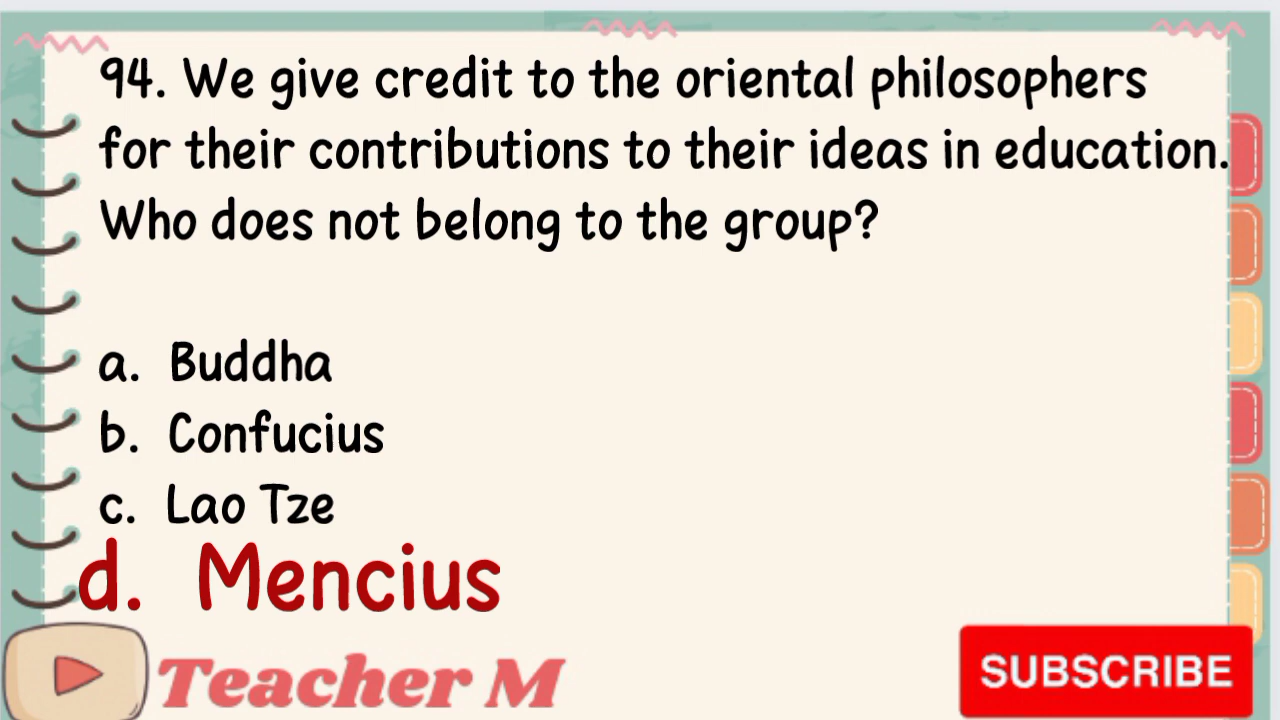 94. We give credit to the oriental philosophers
for their contributions to their ideas in education.
Who does not belong to the group?
a. Buddha
b. Confucius
c. Lao Tze
d. Mencius
Teacher M
SUBSCRIBE